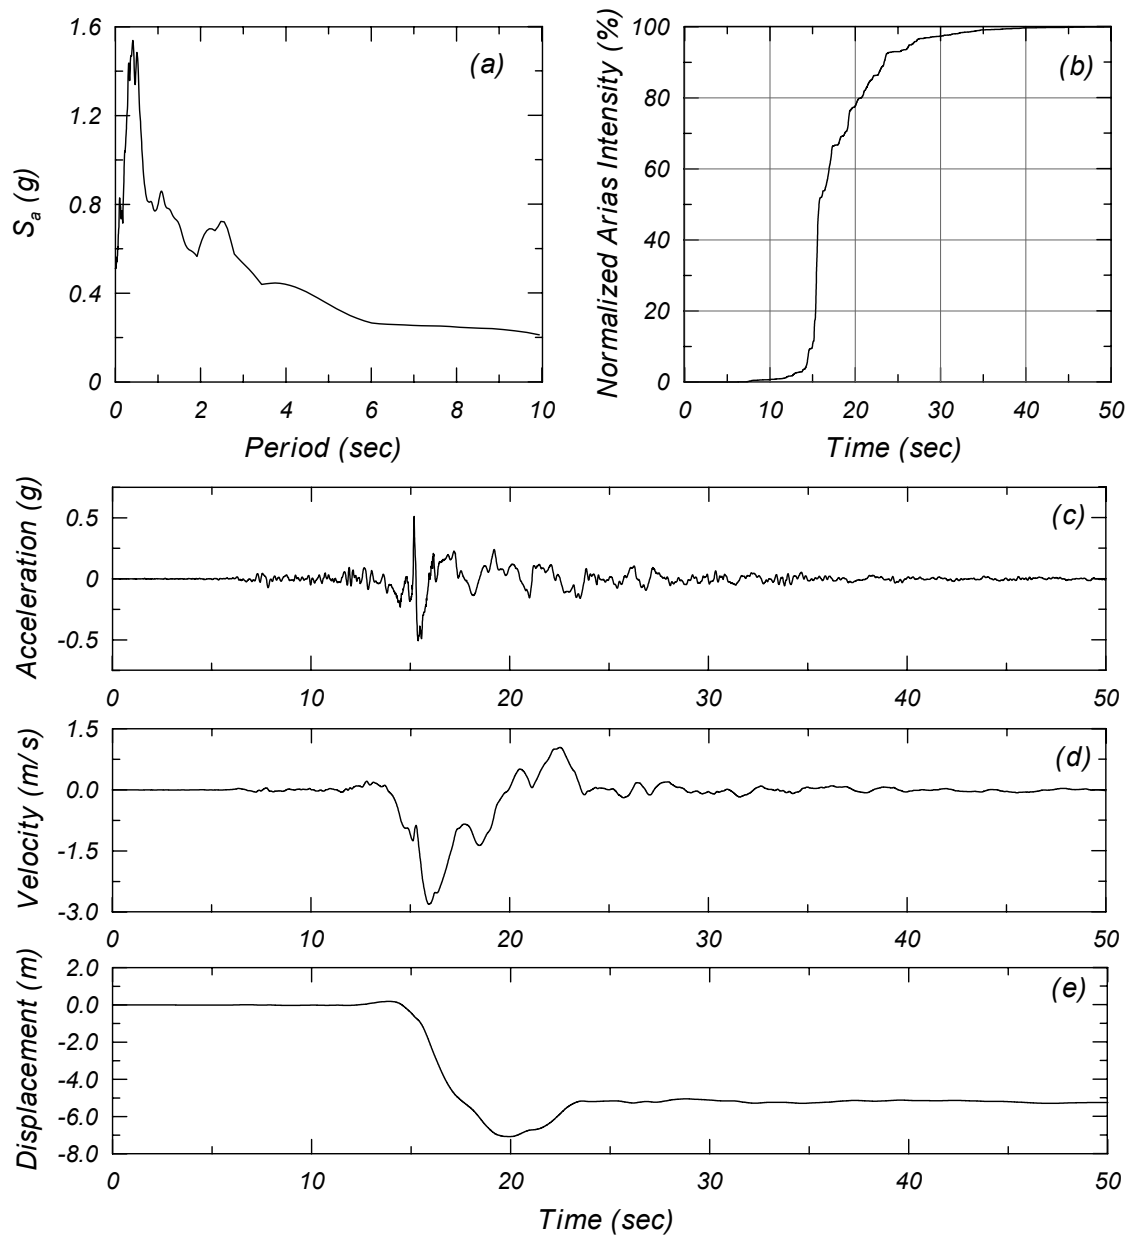 1.6
1.2
0.8
0.4
0
Sa (g)
(a)
0 2 4 6 8 10
Period (sec)
100
80
60
40
20
0
Normalized Arias Intensity (%)
(b)
0 10 20 30 40 50
Time (sec)
0.5
0
-0.5
Acceleration (g)
(c)
0 10 20 30 40 50
1.5
0.0
-1.5
-3.0
Velocity (m/s)
(d)
0 10 20 30 40 50
2.0
0.0
-2.0
-4.0
-6.0
-8.0
Displacement (m)
(e)
0 10 20 30 40 50
Time (sec)